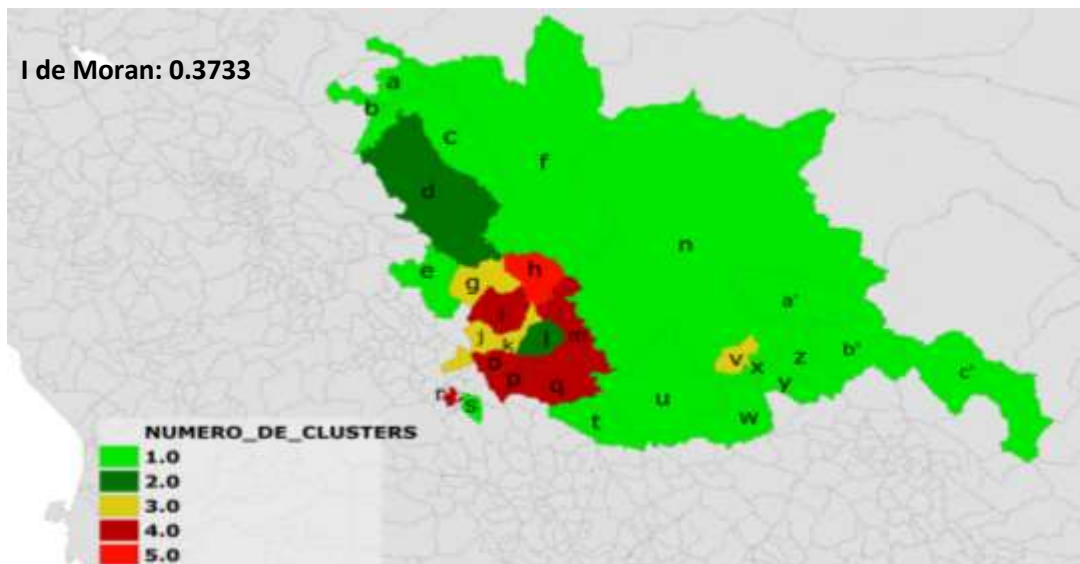 I de Moran: 0.3733
a
b
c
f
d
n
e
h
g
a'
i
m
j
l
k
b'
z
v
x
c'
o
y
p
q
r
u
s
w
t
NUMERO_DE_CLUSTERS
1.0
2.0
3.0
4.0
5.0